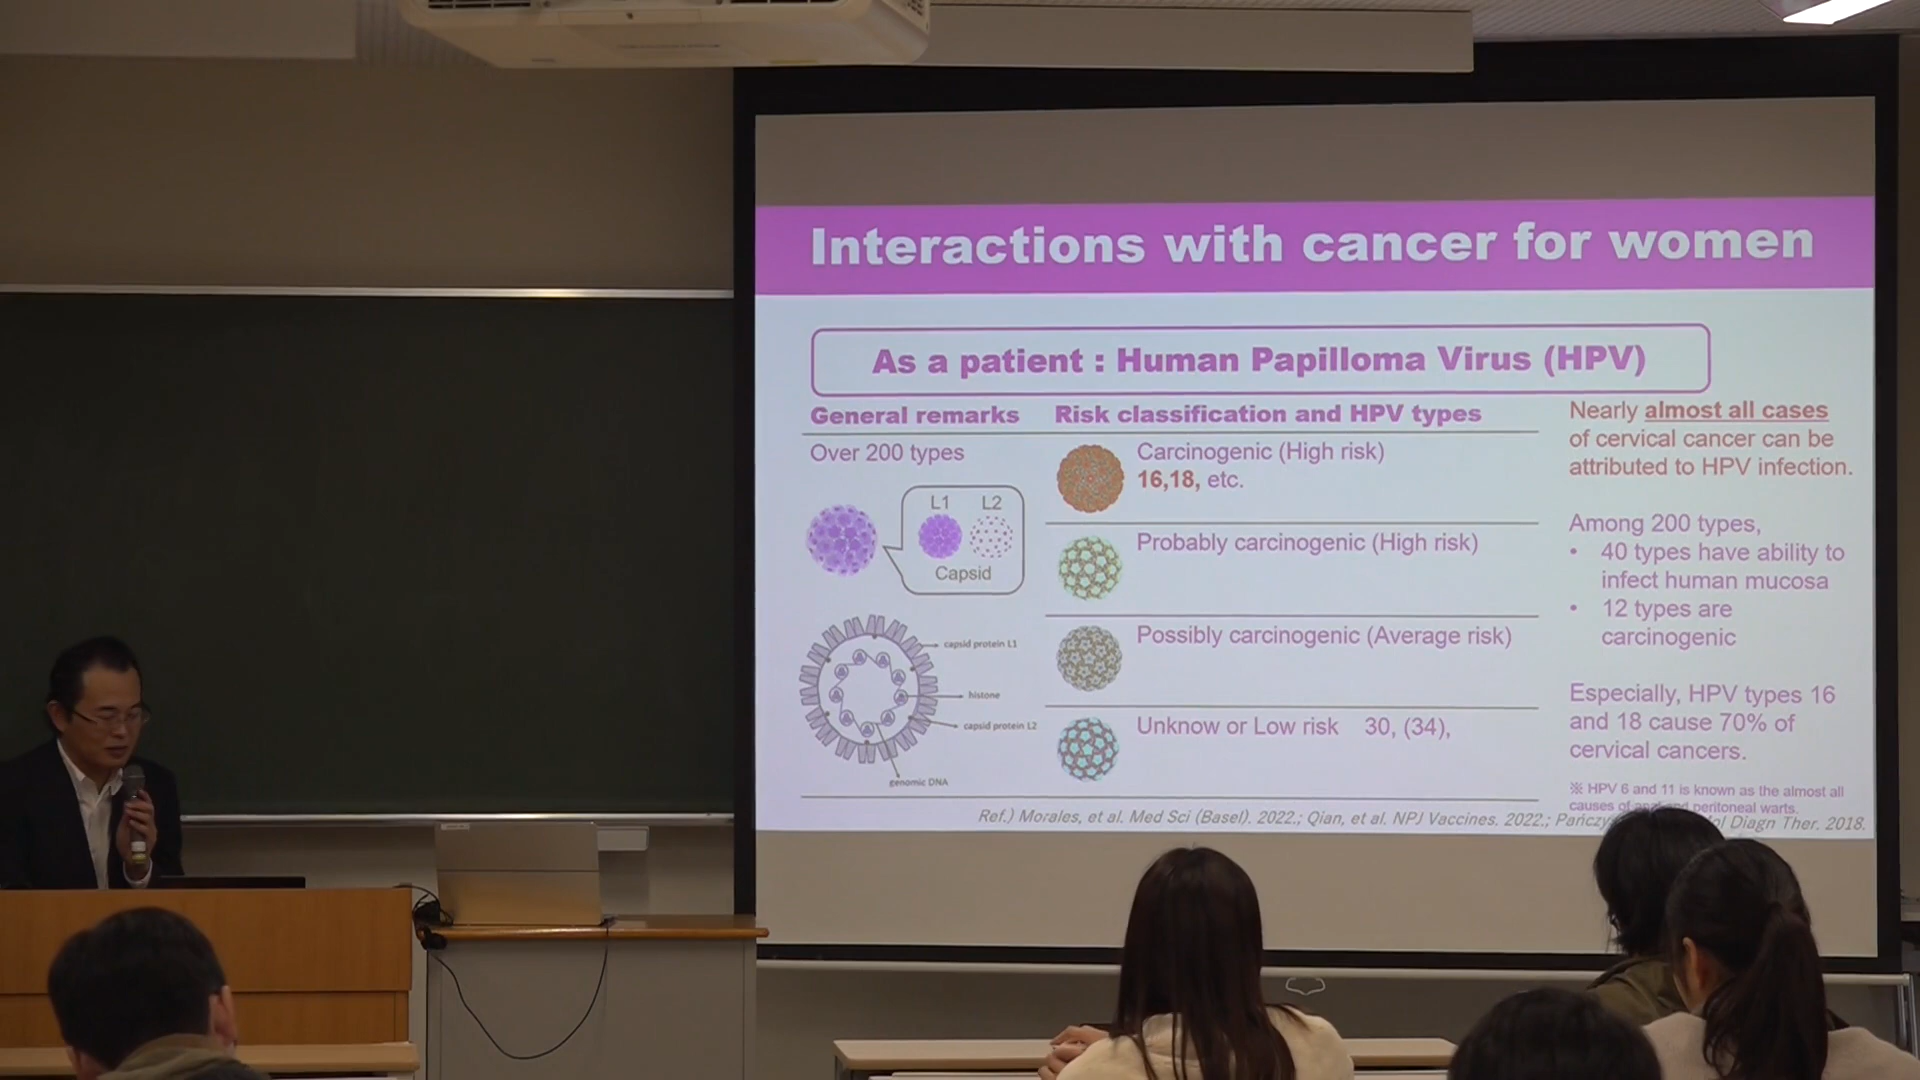 Interactions with cancer for women
As a patient : Human Papilloma Virus (HPV)
General remarks
Over 200 types
L1 L2
Capsid
capsid protein L1
histone
capsid protein L2
genomic DNA
Risk classification and HPV types
Carcinogenic (High risk)
16,18, etc.
Probably carcinogenic (High risk)
Possibly carcinogenic (Average risk)
Unknow or Low risk 30, (34),
Nearly almost all cases
of cervical cancer can be
attributed to HPV infection.
Among 200 types,
• 40 types have ability to
infect human mucosa
• 12 types are
carcinogenic
Especially, HPV types 16
and 18 cause 70% of
cervical cancers.
※ HPV 6 and 11 is known as the almost all
causes of and peritoneal warts.
Ref.) Morales, et al. Med Sci (Basel). 2022.; Qian, et al. NPJ Vaccines. 2022.; Diagn Ther. 2018.